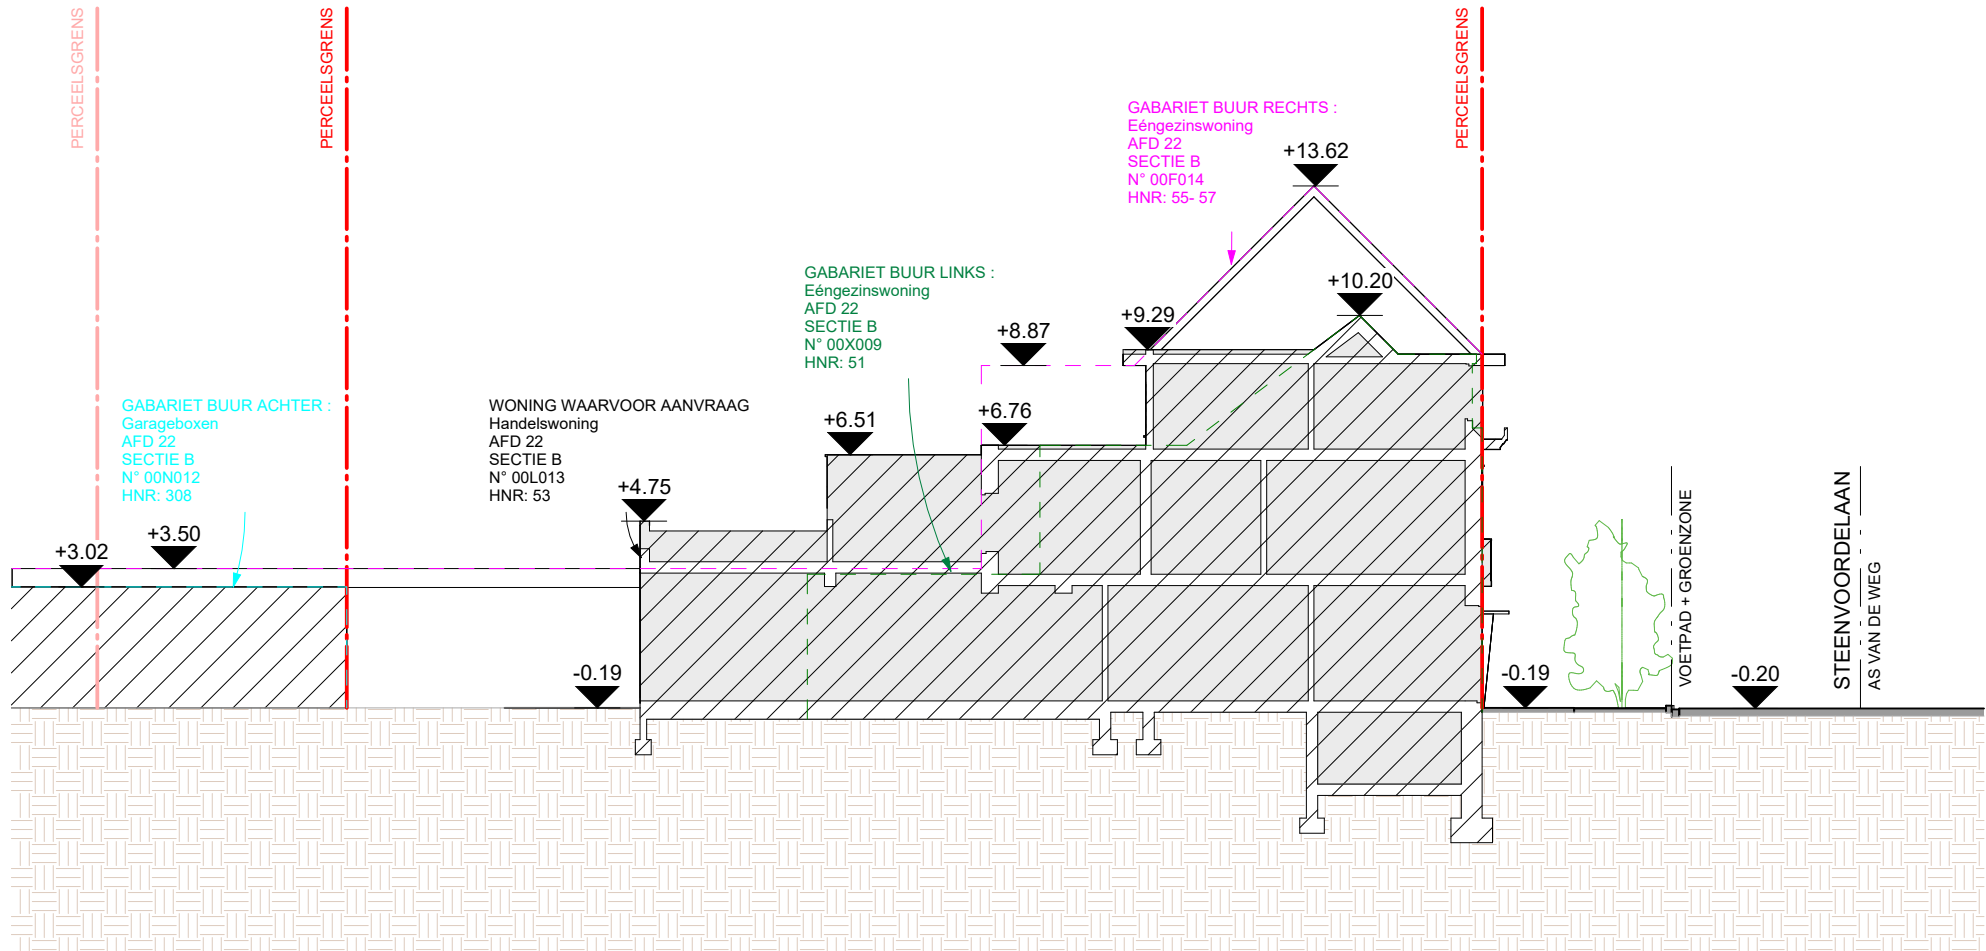 PERCEELSGRENS
PERCEELSGRENS
PERCEELSGRENS
GABARIET BUUR RECHTS :
Eéngezinswoning
AFD 22
SECTIE B
N° 00F014
HNR: 55- 57
+13.62
GABARIET BUUR LINKS :
Eéngezinswoning
AFD 22
SECTIE B
N° 00X009
HNR: 51
+10.20
+9.29
+8.87
GABARIET BUUR ACHTER :
Garageboxen
AFD 22
SECTIE B
N° 00N012
HNR: 308
WONING WAARVOOR AANVRAAG
Handelswoning
AFD 22
SECTIE B
N° 00L013
HNR: 53
+6.51
+6.76
+4.75
+3.50
+3.02
-0.19
-0.19
VOETPAD + GROENZONE
-0.20
STEENVOORDELAAN
AS VAN DE WEG